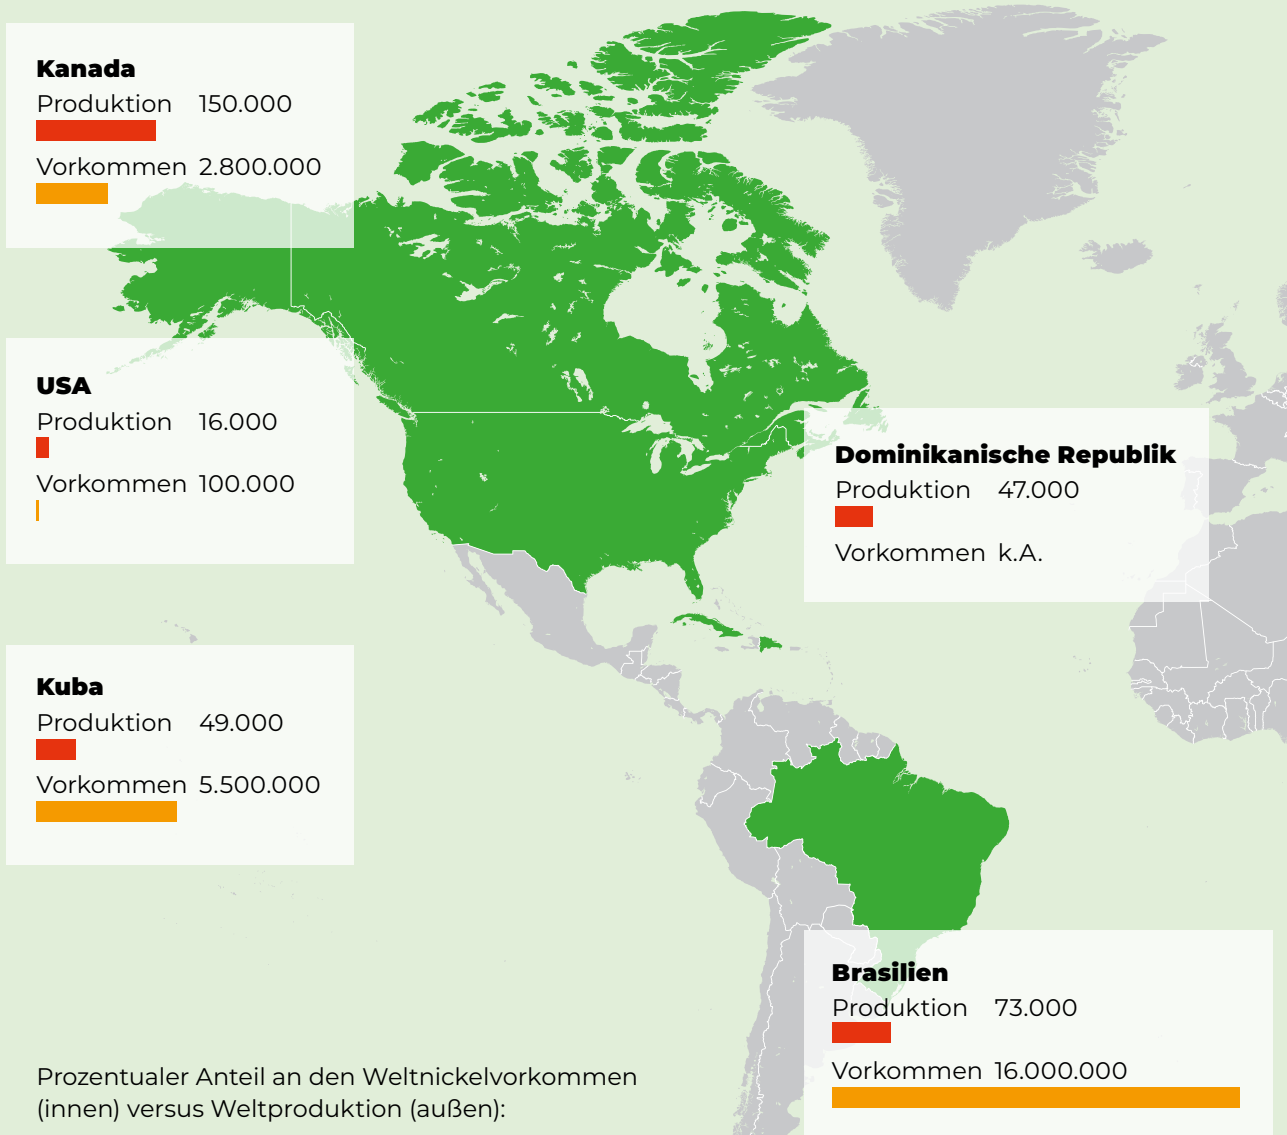 Kanada
Produktion 150.000
Vorkommen 2.800.000
USA
Produktion 16.000
Vorkommen 100.000
Dominikanische Republik
Produktion 47.000
Vorkommen k.A.
Kuba
Produktion 49.000
Vorkommen 5.500.000
Brasilien
Produktion 73.000
Vorkommen 16.000.000
Prozentualer Anteil an den Weltnickelvorkommen
(innen) versus Weltproduktion (außen):